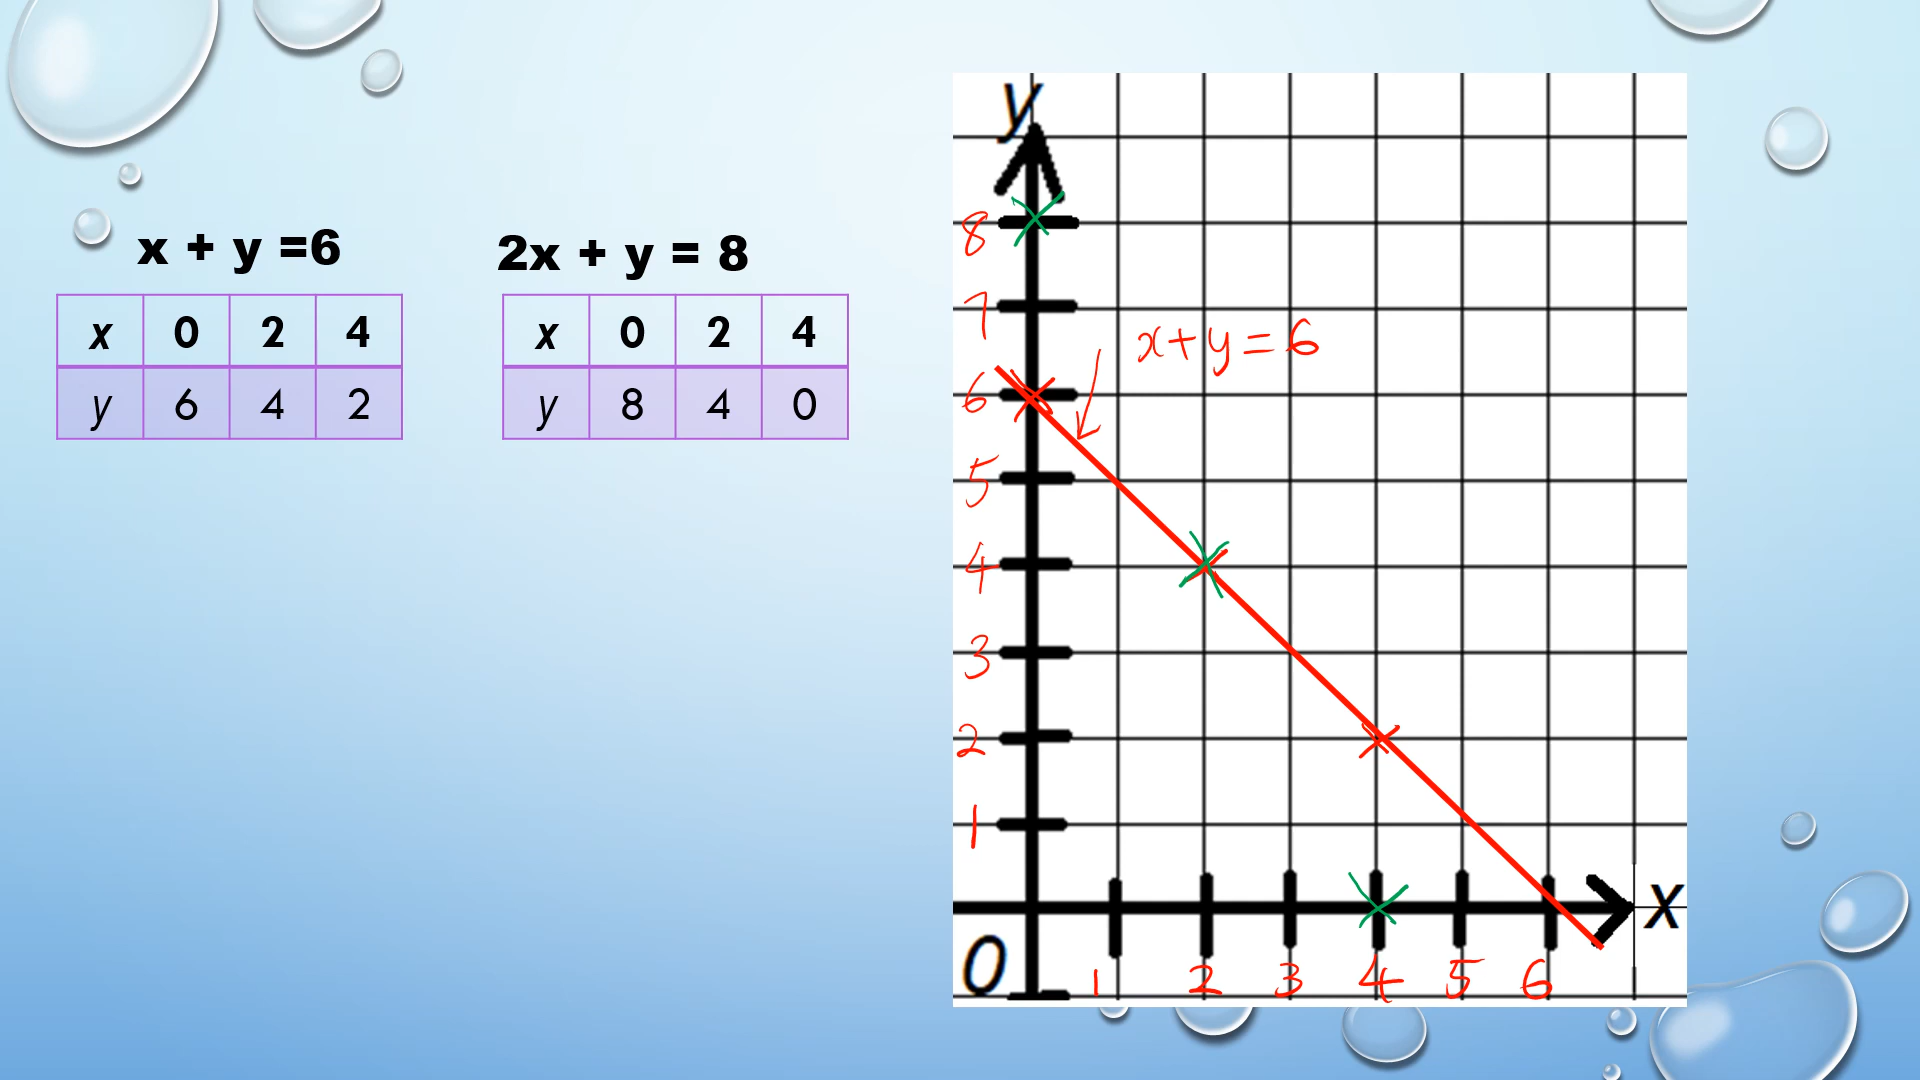 x + y =6
x 0 2 4
y 6 4 2
2x + y = 8
x 0 2 4
y 8 4 0
y
8
7
x+y=6
6
5
4
3
2
1
x
0
1 2 3 4 5 6